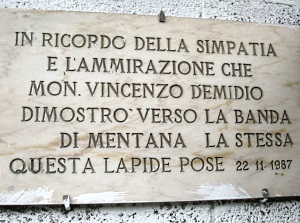 IN RICORDO DELLA SIMPATIA
E L'AMMIRAZIONE CHE
MON. VINCENZO DEMIDIO
DIMOSTRO' VERSO LA BANDA
DI MENTANA LA STESSA
QUESTA LAPIDE POSE 22 11 1987